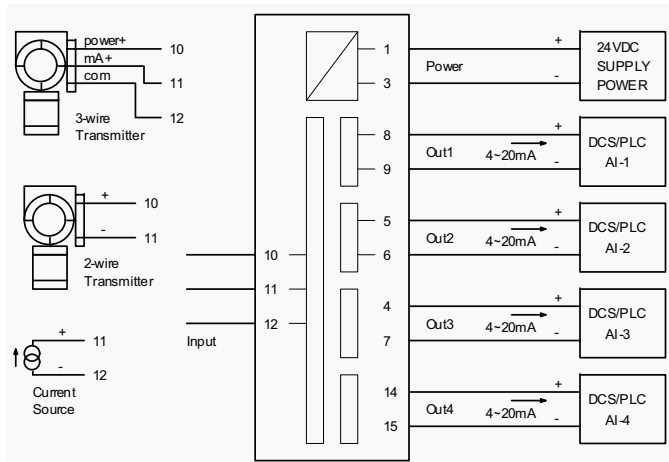 power+
10
mA+
11
com
12
3-wire
Transmitter
+
10
-
11
2-wire
Transmitter
+
11
-
12
Current
Source
10
11
12
Input
1
3
Power
+
-
24VDC
SUPPLY
POWER
8
9
Out1
4~20mA
+
-
DCS/PLC
AI-1
5
6
Out2
4~20mA
+
-
DCS/PLC
AI-2
4
7
Out3
4~20mA
+
-
DCS/PLC
AI-3
14
15
Out4
4~20mA
+
-
DCS/PLC
AI-4